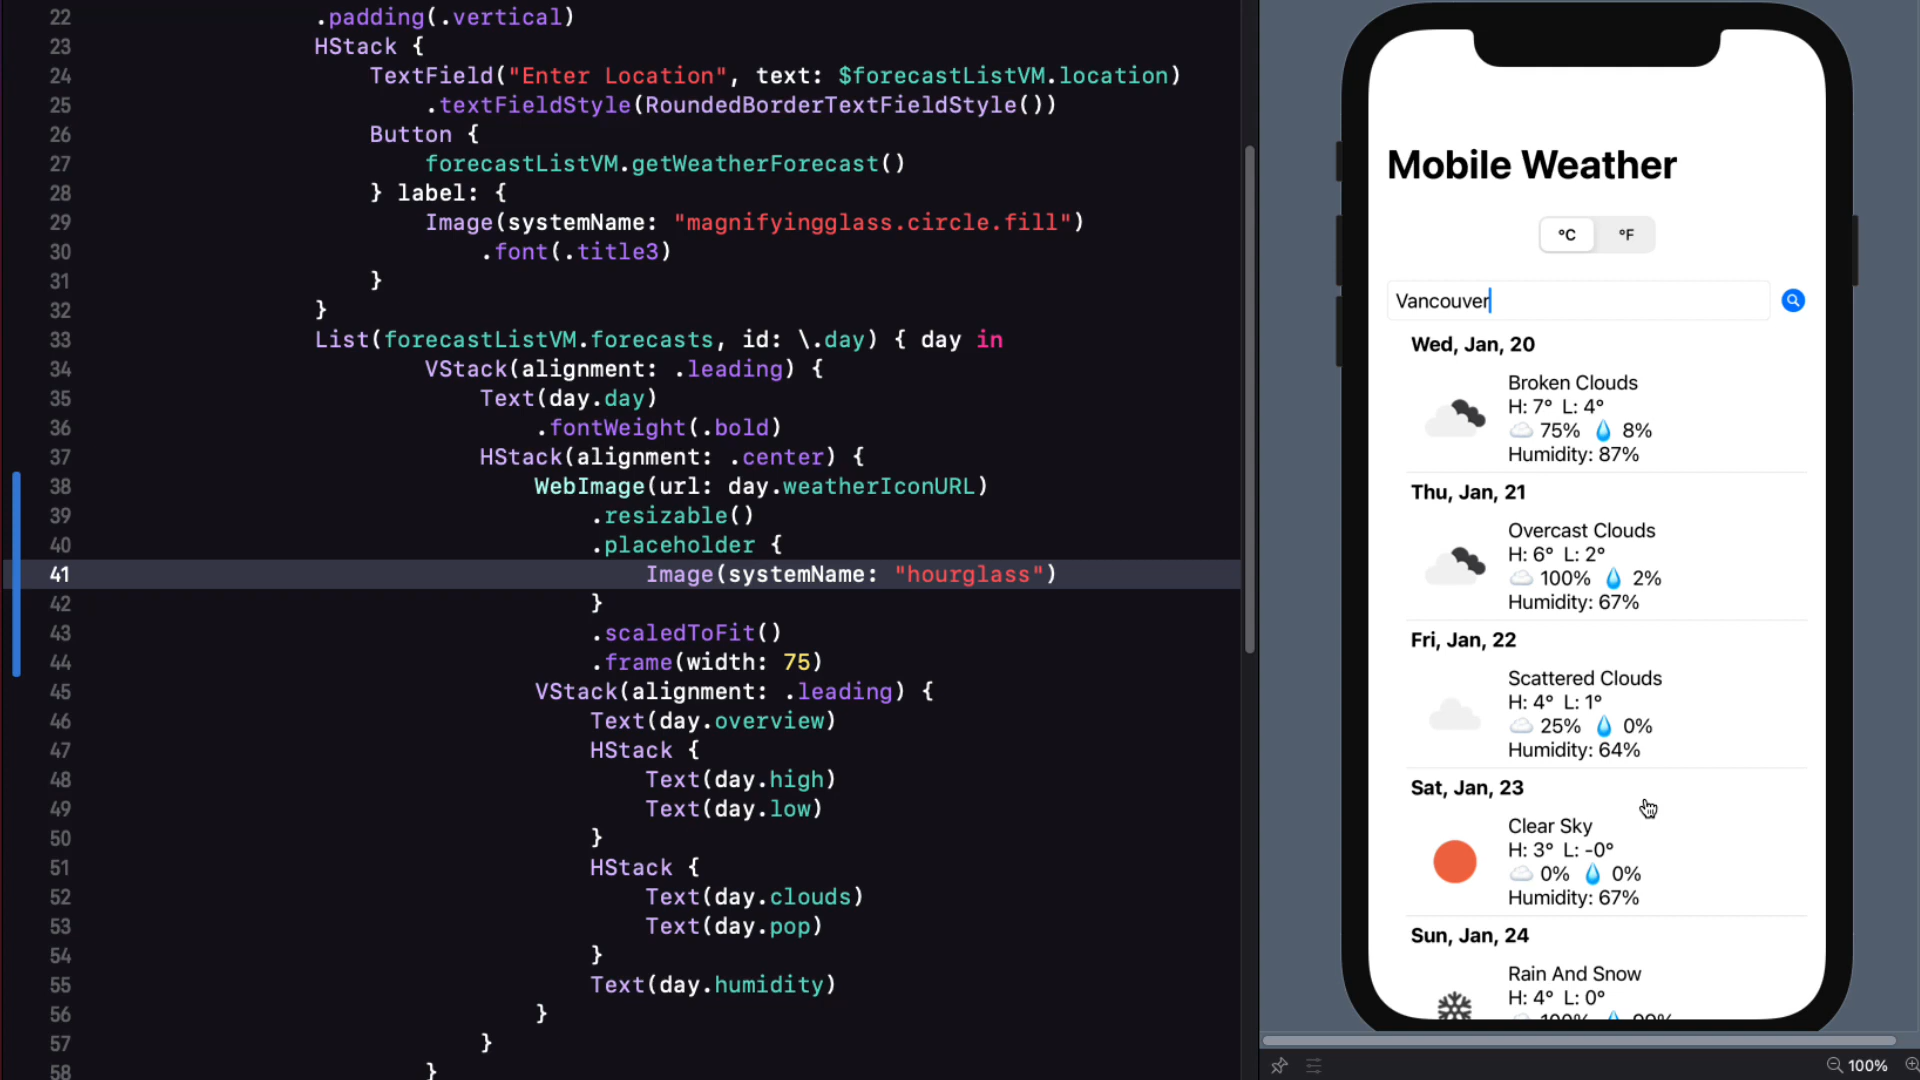 22 .padding(.vertical)
23 HStack {
24 TextField("Enter Location", text: $forecastListVM.location)
25 .textFieldStyle(RoundedBorderTextFieldStyle())
26 Button {
27 forecastListVM.getWeatherForecast()
28 } label: {
29 Image(systemName: "magnifyingglass.circle.fill")
30 .font(.title3)
31 }
32 }
33 List(forecastListVM.forecasts, id: \.day) { day in
34 VStack(alignment: .leading) {
35 Text(day.day)
36 .fontWeight(.bold)
37 HStack(alignment: .center) {
38 WebImage(url: day.weatherIconURL)
39 .resizable()
40 .placeholder {
41 Image(systemName: "hourglass")
42 }
43 .scaledToFit()
44 .frame(width: 75)
45 VStack(alignment: .leading) {
46 Text(day.overview)
47 HStack {
48 Text(day.high)
49 Text(day.low)
50 }
51 HStack {
52 Text(day.clouds)
53 Text(day.pop)
54 }
55 Text(day.humidity)
56 }
57 }
58 }
Mobile Weather
°C °F
Vancouver
Wed, Jan, 20
Broken Clouds
H: 7° L: 4°
75% 8%
Humidity: 87%
Thu, Jan, 21
Overcast Clouds
H: 6° L: 2°
100% 2%
Humidity: 67%
Fri, Jan, 22
Scattered Clouds
H: 4° L: 1°
25% 0%
Humidity: 64%
Sat, Jan, 23
Clear Sky
H: 3° L: -0°
0% 0%
Humidity: 67%
Sun, Jan, 24
Rain And Snow
H: 4° L: 0°
100%
100%